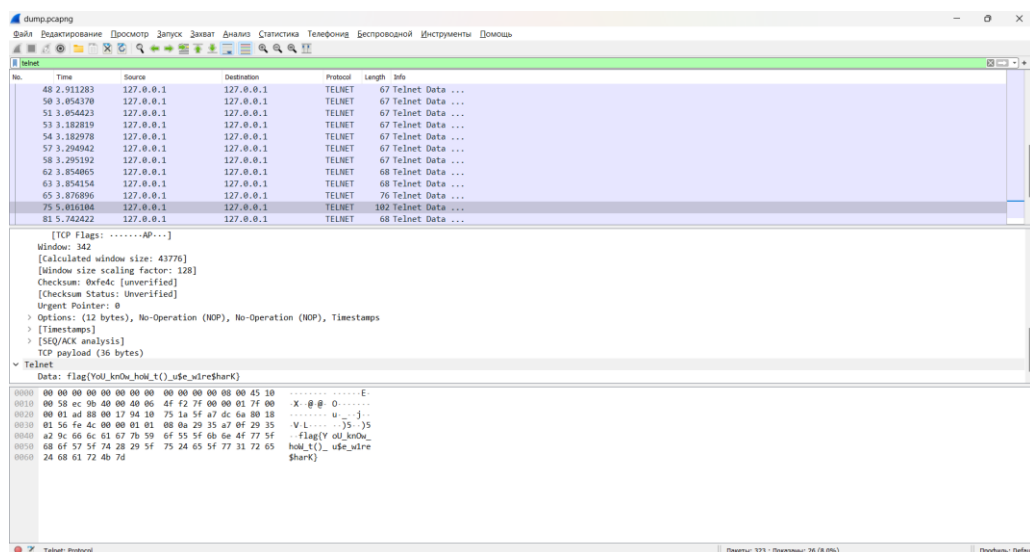 dump.pcapng
Файл Редактирование Просмотр Запуск Захват Анализ Статистика Телефония Беспроводной Инструменты Помощь
telnet
No. Time Source Destination Protocol Length Info
48 2.911283 127.0.0.1 127.0.0.1 TELNET 67 Telnet Data ...
50 3.054370 127.0.0.1 127.0.0.1 TELNET 67 Telnet Data ...
51 3.054423 127.0.0.1 127.0.0.1 TELNET 67 Telnet Data ...
53 3.182819 127.0.0.1 127.0.0.1 TELNET 67 Telnet Data ...
54 3.182978 127.0.0.1 127.0.0.1 TELNET 67 Telnet Data ...
57 3.294942 127.0.0.1 127.0.0.1 TELNET 67 Telnet Data ...
58 3.295192 127.0.0.1 127.0.0.1 TELNET 67 Telnet Data ...
62 3.854065 127.0.0.1 127.0.0.1 TELNET 68 Telnet Data ...
63 3.854154 127.0.0.1 127.0.0.1 TELNET 68 Telnet Data ...
65 3.876896 127.0.0.1 127.0.0.1 TELNET 76 Telnet Data ...
75 5.016104 127.0.0.1 127.0.0.1 TELNET 102 Telnet Data ...
81 5.742422 127.0.0.1 127.0.0.1 TELNET 68 Telnet Data ...
[TCP Flags: ·······AP···]
Window: 342
[Calculated window size: 43776]
[Window size scaling factor: 128]
Checksum: 0xfe4c [unverified]
[Checksum Status: Unverified]
Urgent Pointer: 0
> Options: (12 bytes), No-Operation (NOP), No-Operation (NOP), Timestamps
> [Timestamps]
> [SEQ/ACK analysis]
TCP payload (36 bytes)
Telnet
Data: flag{YoU_knOw_hoW_t()_u$e_w1re$harK}
0000 00 00 00 00 00 00 00 00 00 00 00 00 08 00 45 10 ··············E·
0010 00 58 ec 9b 40 00 40 06 4f f2 7f 00 00 01 7f 00 ·X··@·@·O·······
0020 00 01 ad 88 00 17 94 10 75 1a 5f a7 dc 6a 80 18 ········u·_··j··
0030 01 56 fe 4c 00 00 01 01 08 0a 29 35 a7 0f 29 35 ·V·L······)5··)5
0040 a2 9c 66 6c 61 67 7b 59 6f 55 5f 6b 6e 4f 77 5f ··flag{Y oU_knOw_
0050 68 6f 57 5f 74 28 29 5f 75 24 65 5f 77 31 72 65 hoW_t()_ u$e_w1re
0060 24 68 61 72 4b 7d $harK}
Telnet: Protocol
Пакеты: 323 · Показаны: 26 (8.0%)
Профиль: Defau